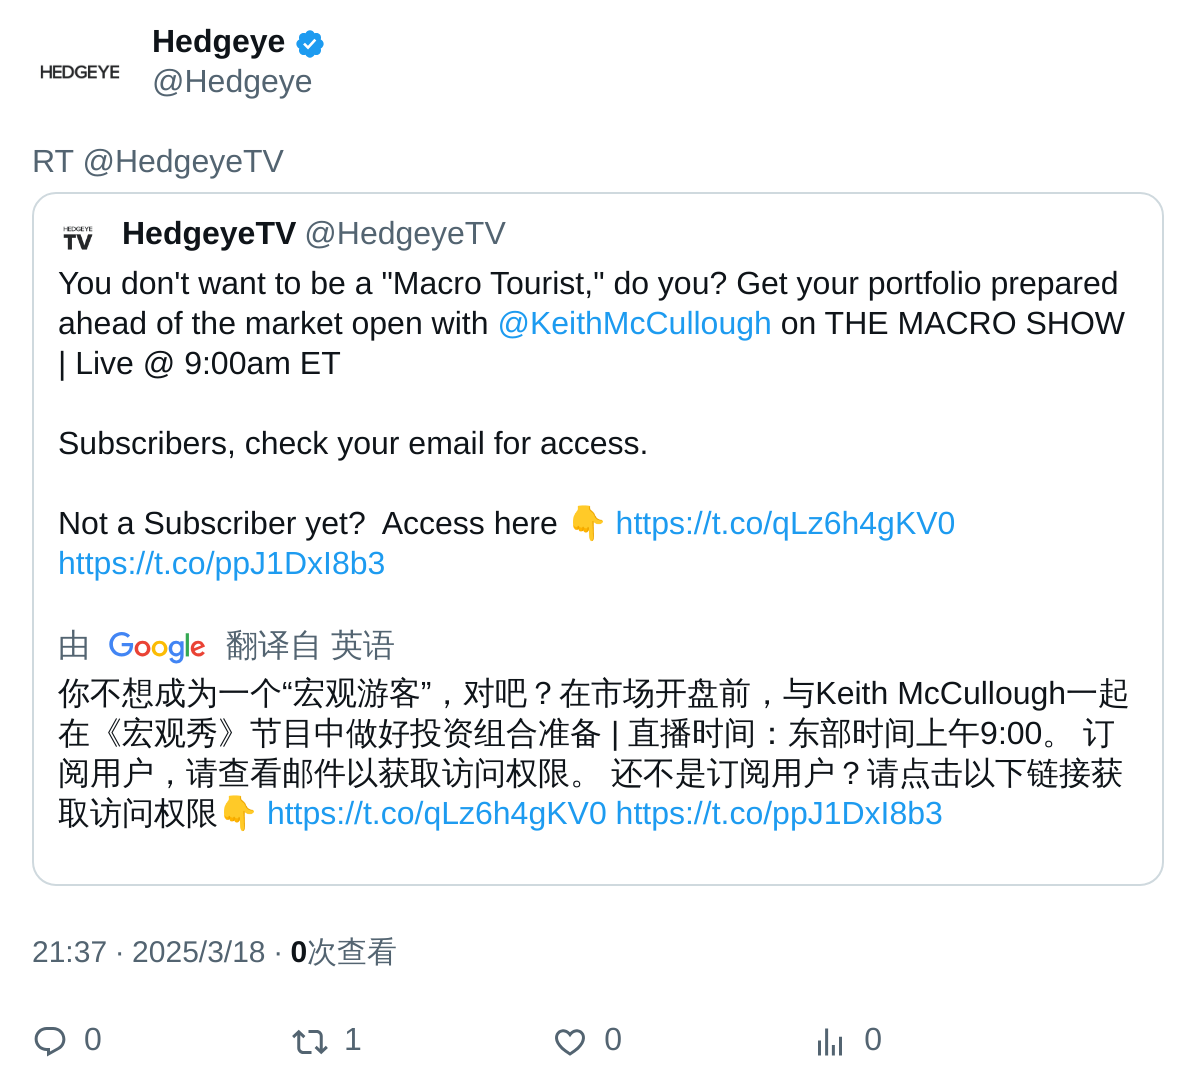 HEDGEYE
Hedgeye
@Hedgeye
RT @HedgeyeTV
HEDGEYE
TV
HedgeyeTV @HedgeyeTV
You don't want to be a "Macro Tourist," do you? Get your portfolio prepared
ahead of the market open with @KeithMcCullough on THE MACRO SHOW
| Live @ 9:00am ET
Subscribers, check your email for access.
Not a Subscriber yet?  Access here 👇 https://t.co/qLz6h4gKV0
https://t.co/ppJ1DxI8b3
由 Google 翻译自 英语
你不想成为一个“宏观游客”，对吧？在市场开盘前，与Keith McCullough一起
在《宏观秀》节目中做好投资组合准备 | 直播时间：东部时间上午9:00。 订
阅用户，请查看邮件以获取访问权限。 还不是订阅用户？请点击以下链接获
取访问权限👇 https://t.co/qLz6h4gKV0 https://t.co/ppJ1DxI8b3
21:37 · 2025/3/18 · 0次查看
0 1 0 0